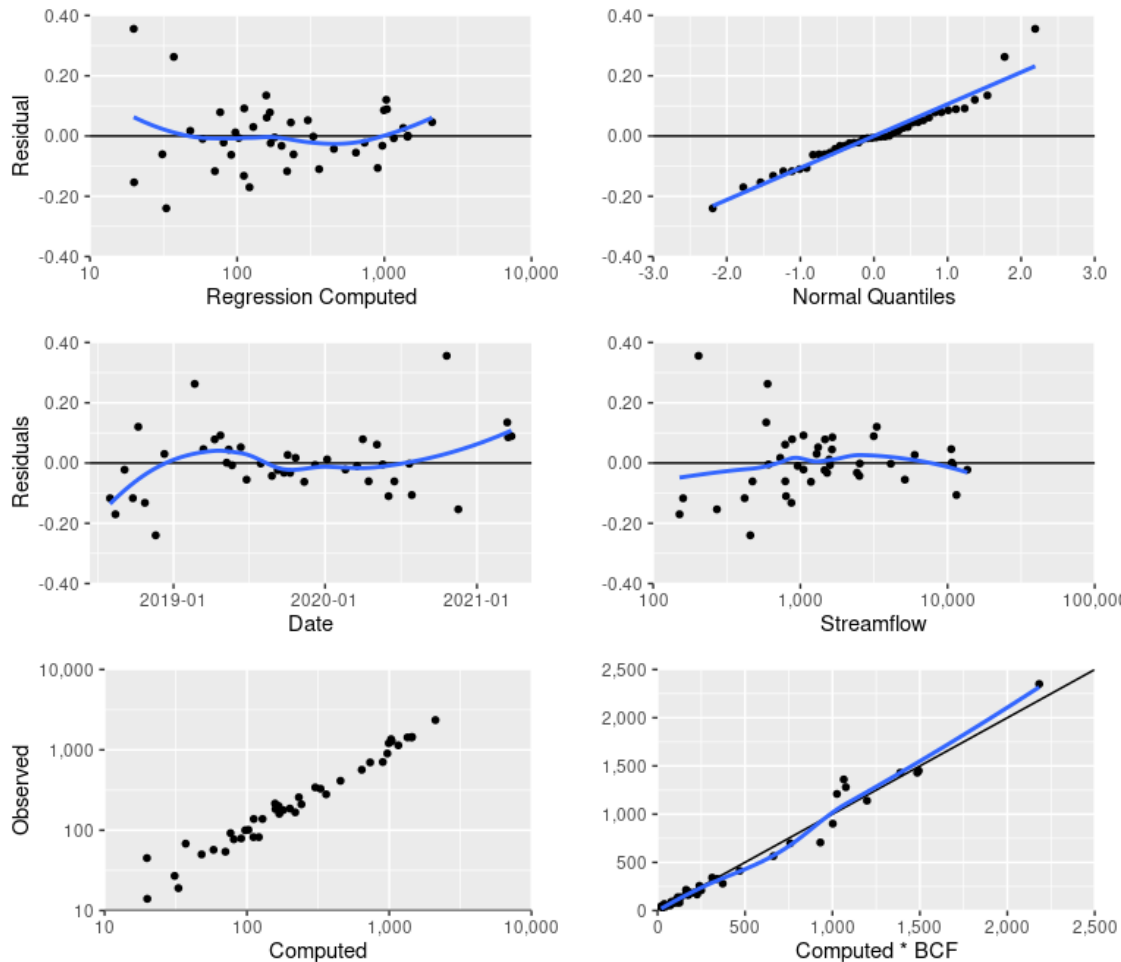 0.40 0.40
0.20 0.20
Residual 0.00 0.00
-0.20 -0.20
-0.40 -0.40
10 100 1,000 10,000 -3.0 -2.0 -1.0 0.0 1.0 2.0 3.0
Regression Computed Normal Quantiles
0.40 0.40
0.20 0.20
Residuals 0.00 0.00
-0.20 -0.20
-0.40 -0.40
2019-01 2020-01 2021-01 100 1,000 10,000 100,000
Date Streamflow
10,000 2,500
2,000
1,000 1,500
Observed
100 1,000
500
10 0
10 100 1,000 10,000 0 500 1,000 1,500 2,000 2,500
Computed Computed * BCF